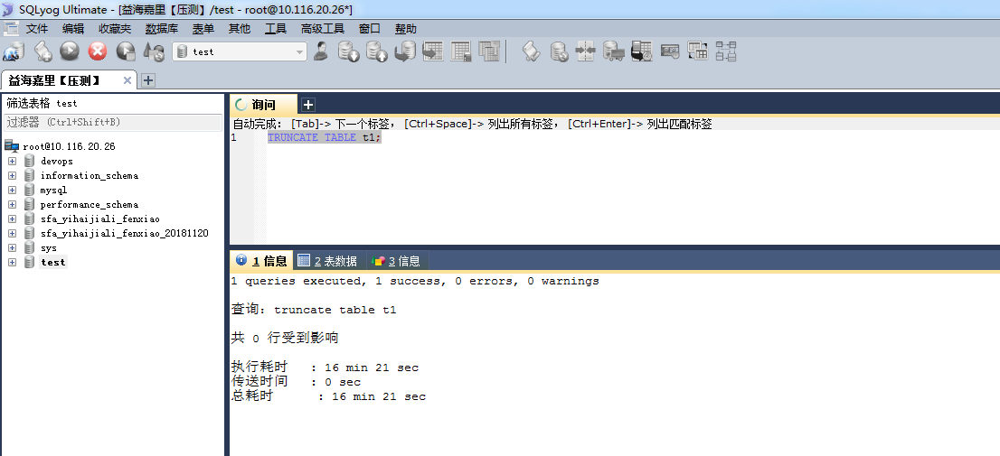 SQLyog Ultimate - [益海嘉里【压测】/test - root@10.116.20.26*]
文件 编辑 收藏夹 数据库 表单 其他 工具 高级工具 窗口 帮助
test
益海嘉里【压测】
筛选表格 test
过滤器 (Ctrl+Shift+B)
root@10.116.20.26
devops
information_schema
mysql
performance_schema
sfa_yihaijiali_fenxiao
sfa_yihaijiali_fenxiao_20181120
sys
test
询问
自动完成: [Tab]-> 下一个标签, [Ctrl+Space]-> 列出所有标签, [Ctrl+Enter]-> 列出匹配标签
1 TRUNCATE TABLE t1;
1 信息 2 表数据 3 信息
1 queries executed, 1 success, 0 errors, 0 warnings
查询: truncate table t1
共 0 行受到影响
执行耗时 : 16 min 21 sec
传送时间 : 0 sec
总耗时 : 16 min 21 sec